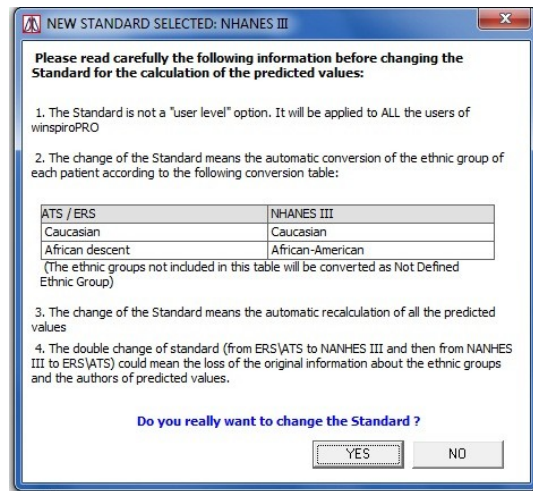 NEW STANDARD SELECTED: NHANES III
x
Please read carefully the following information before changing the
Standard for the calculation of the predicted values:
1. The Standard is not a "user level" option. It will be applied to ALL the users of
winspiroPRO
2. The change of the Standard means the automatic conversion of the ethnic group of
each patient according to the following conversion table:
ATS / ERS NHANES III
Caucasian Caucasian
African descent African-American
(The ethnic groups not included in this table will be converted as Not Defined
Ethnic Group)
3. The change of the Standard means the automatic recalculation of all the predicted
values
4. The double change of standard (from ERS\ATS to NANHES III and then from NANHES
III to ERS\ATS) could mean the loss of the original information about the ethnic groups
and the authors of predicted values.
Do you really want to change the Standard ?
YES NO